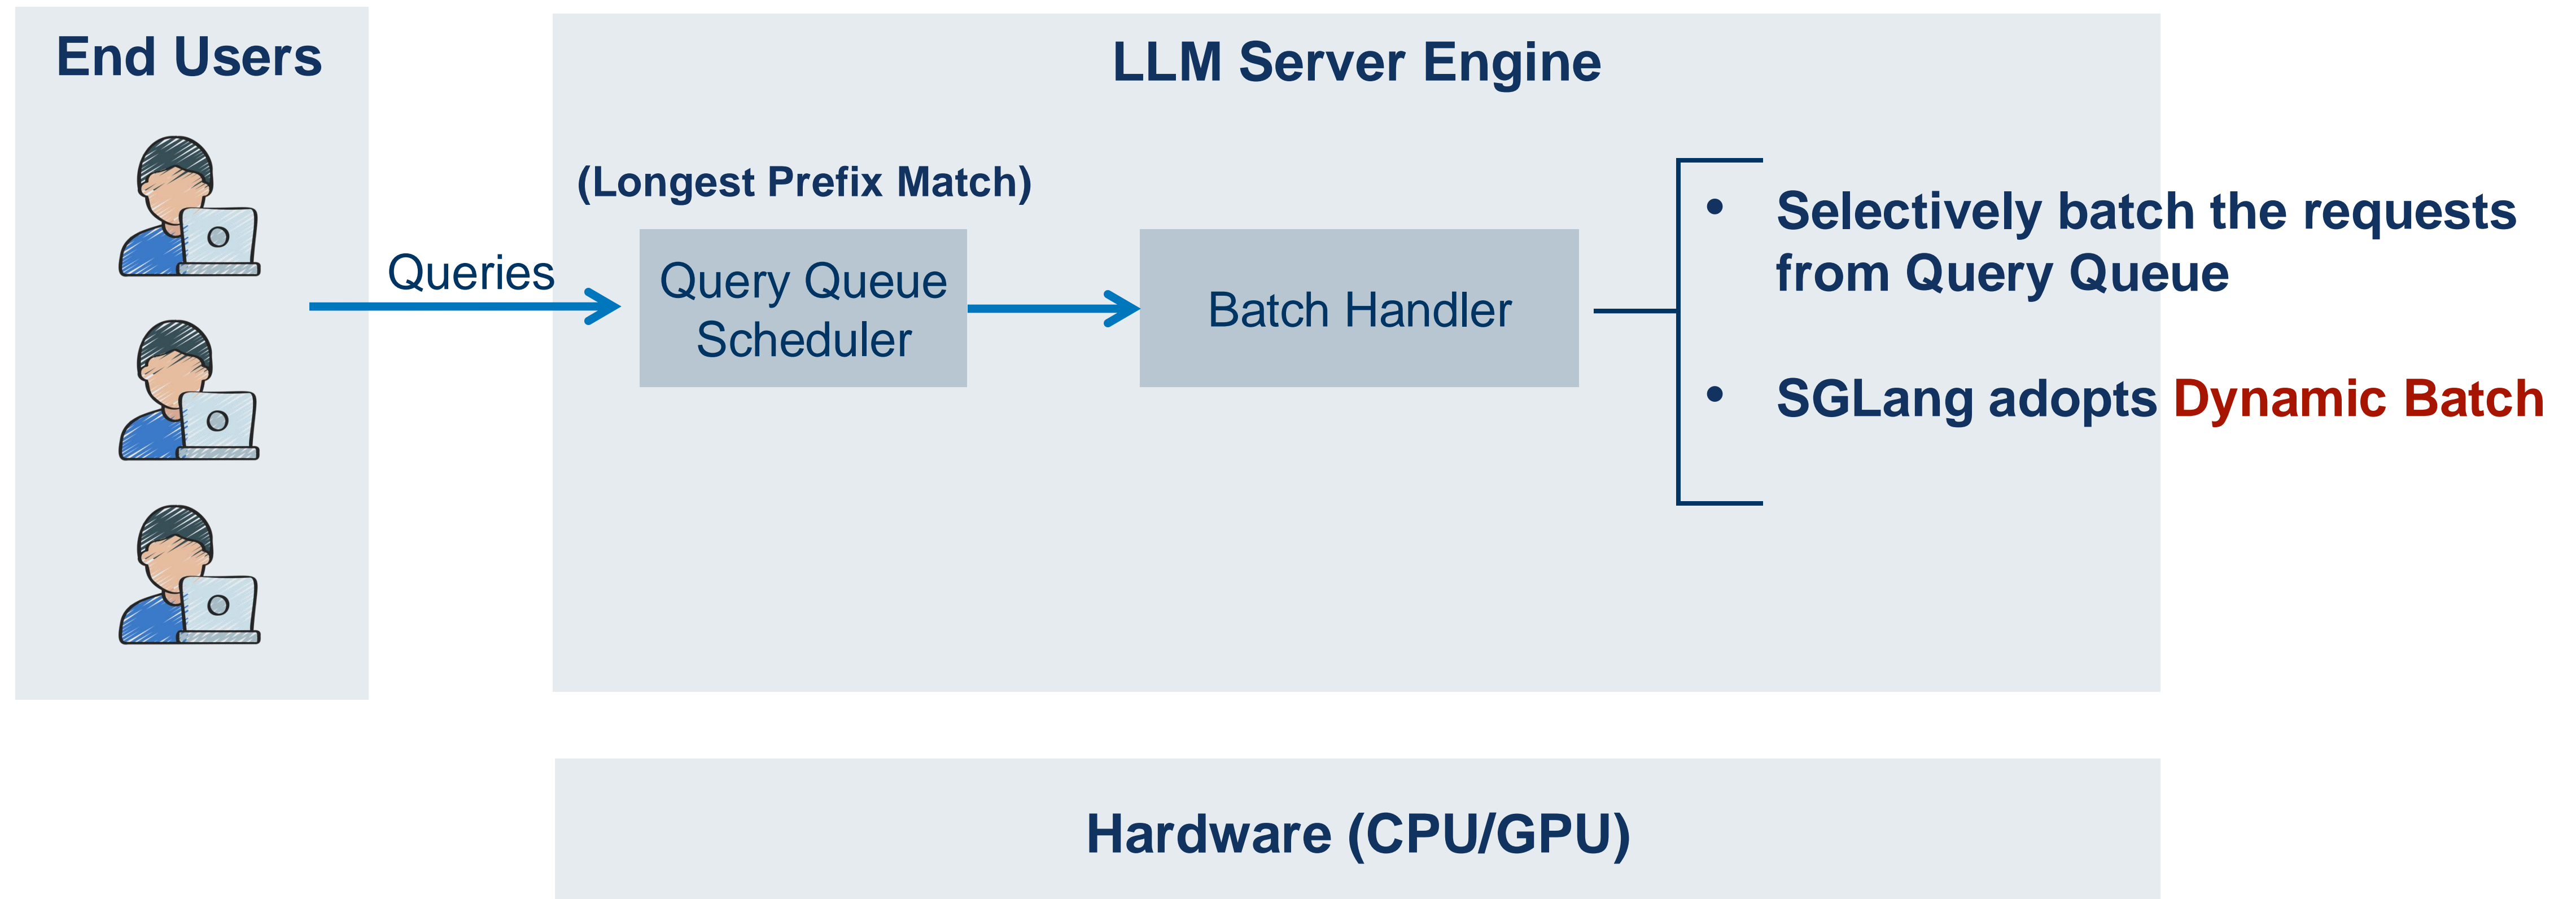 End Users
LLM Server Engine
(Longest Prefix Match)
Queries
Query Queue
Scheduler
Batch Handler
• Selectively batch the requests
from Query Queue
• SGLang adopts Dynamic Batch
Hardware (CPU/GPU)